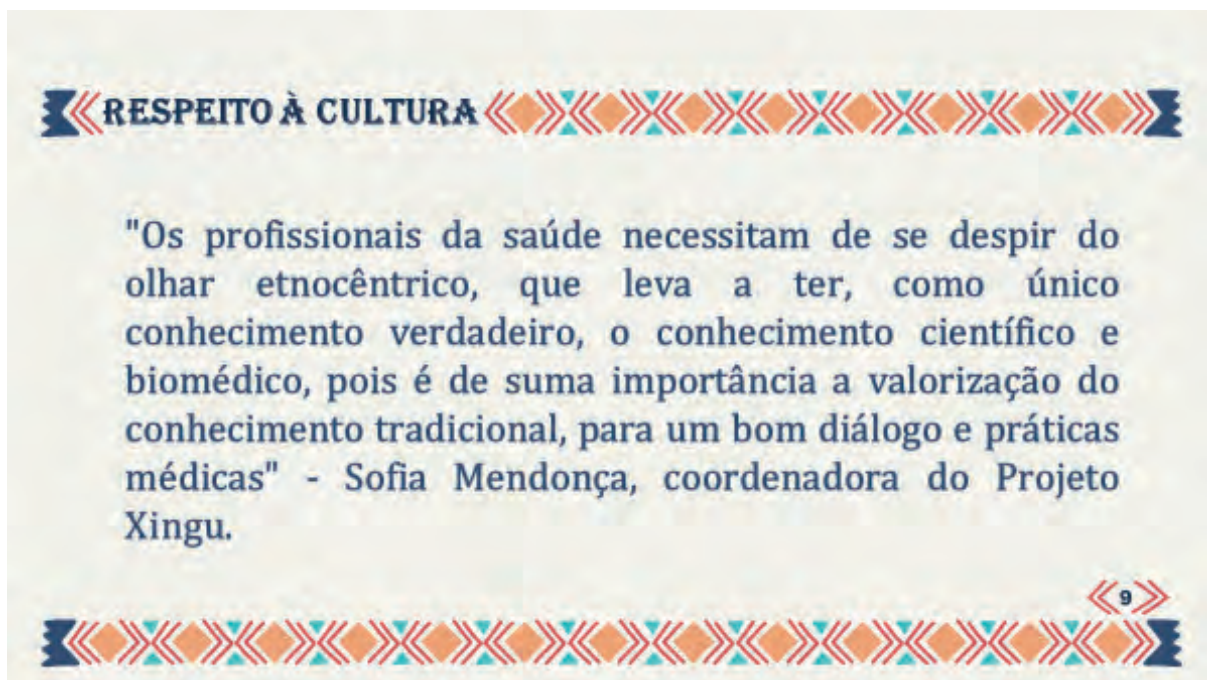 RESPEITO À CULTURA
"Os profissionais da saúde necessitam de se despir do
olhar etnocêntrico, que leva a ter, como único
conhecimento verdadeiro, o conhecimento científico e
biomédico, pois é de suma importância a valorização do
conhecimento tradicional, para um bom diálogo e práticas
médicas" - Sofia Mendonça, coordenadora do Projeto
Xingu.
9